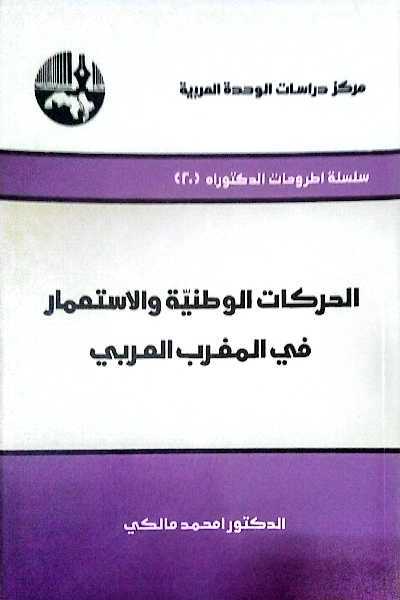 مركز دراسات الوحدة العربية
سلسلة اطروحات الدكتوراه (٢٠)
الحركات الوطنيّة والاستعمار
في المغرب العربي
الدكتور امحمد مالكي